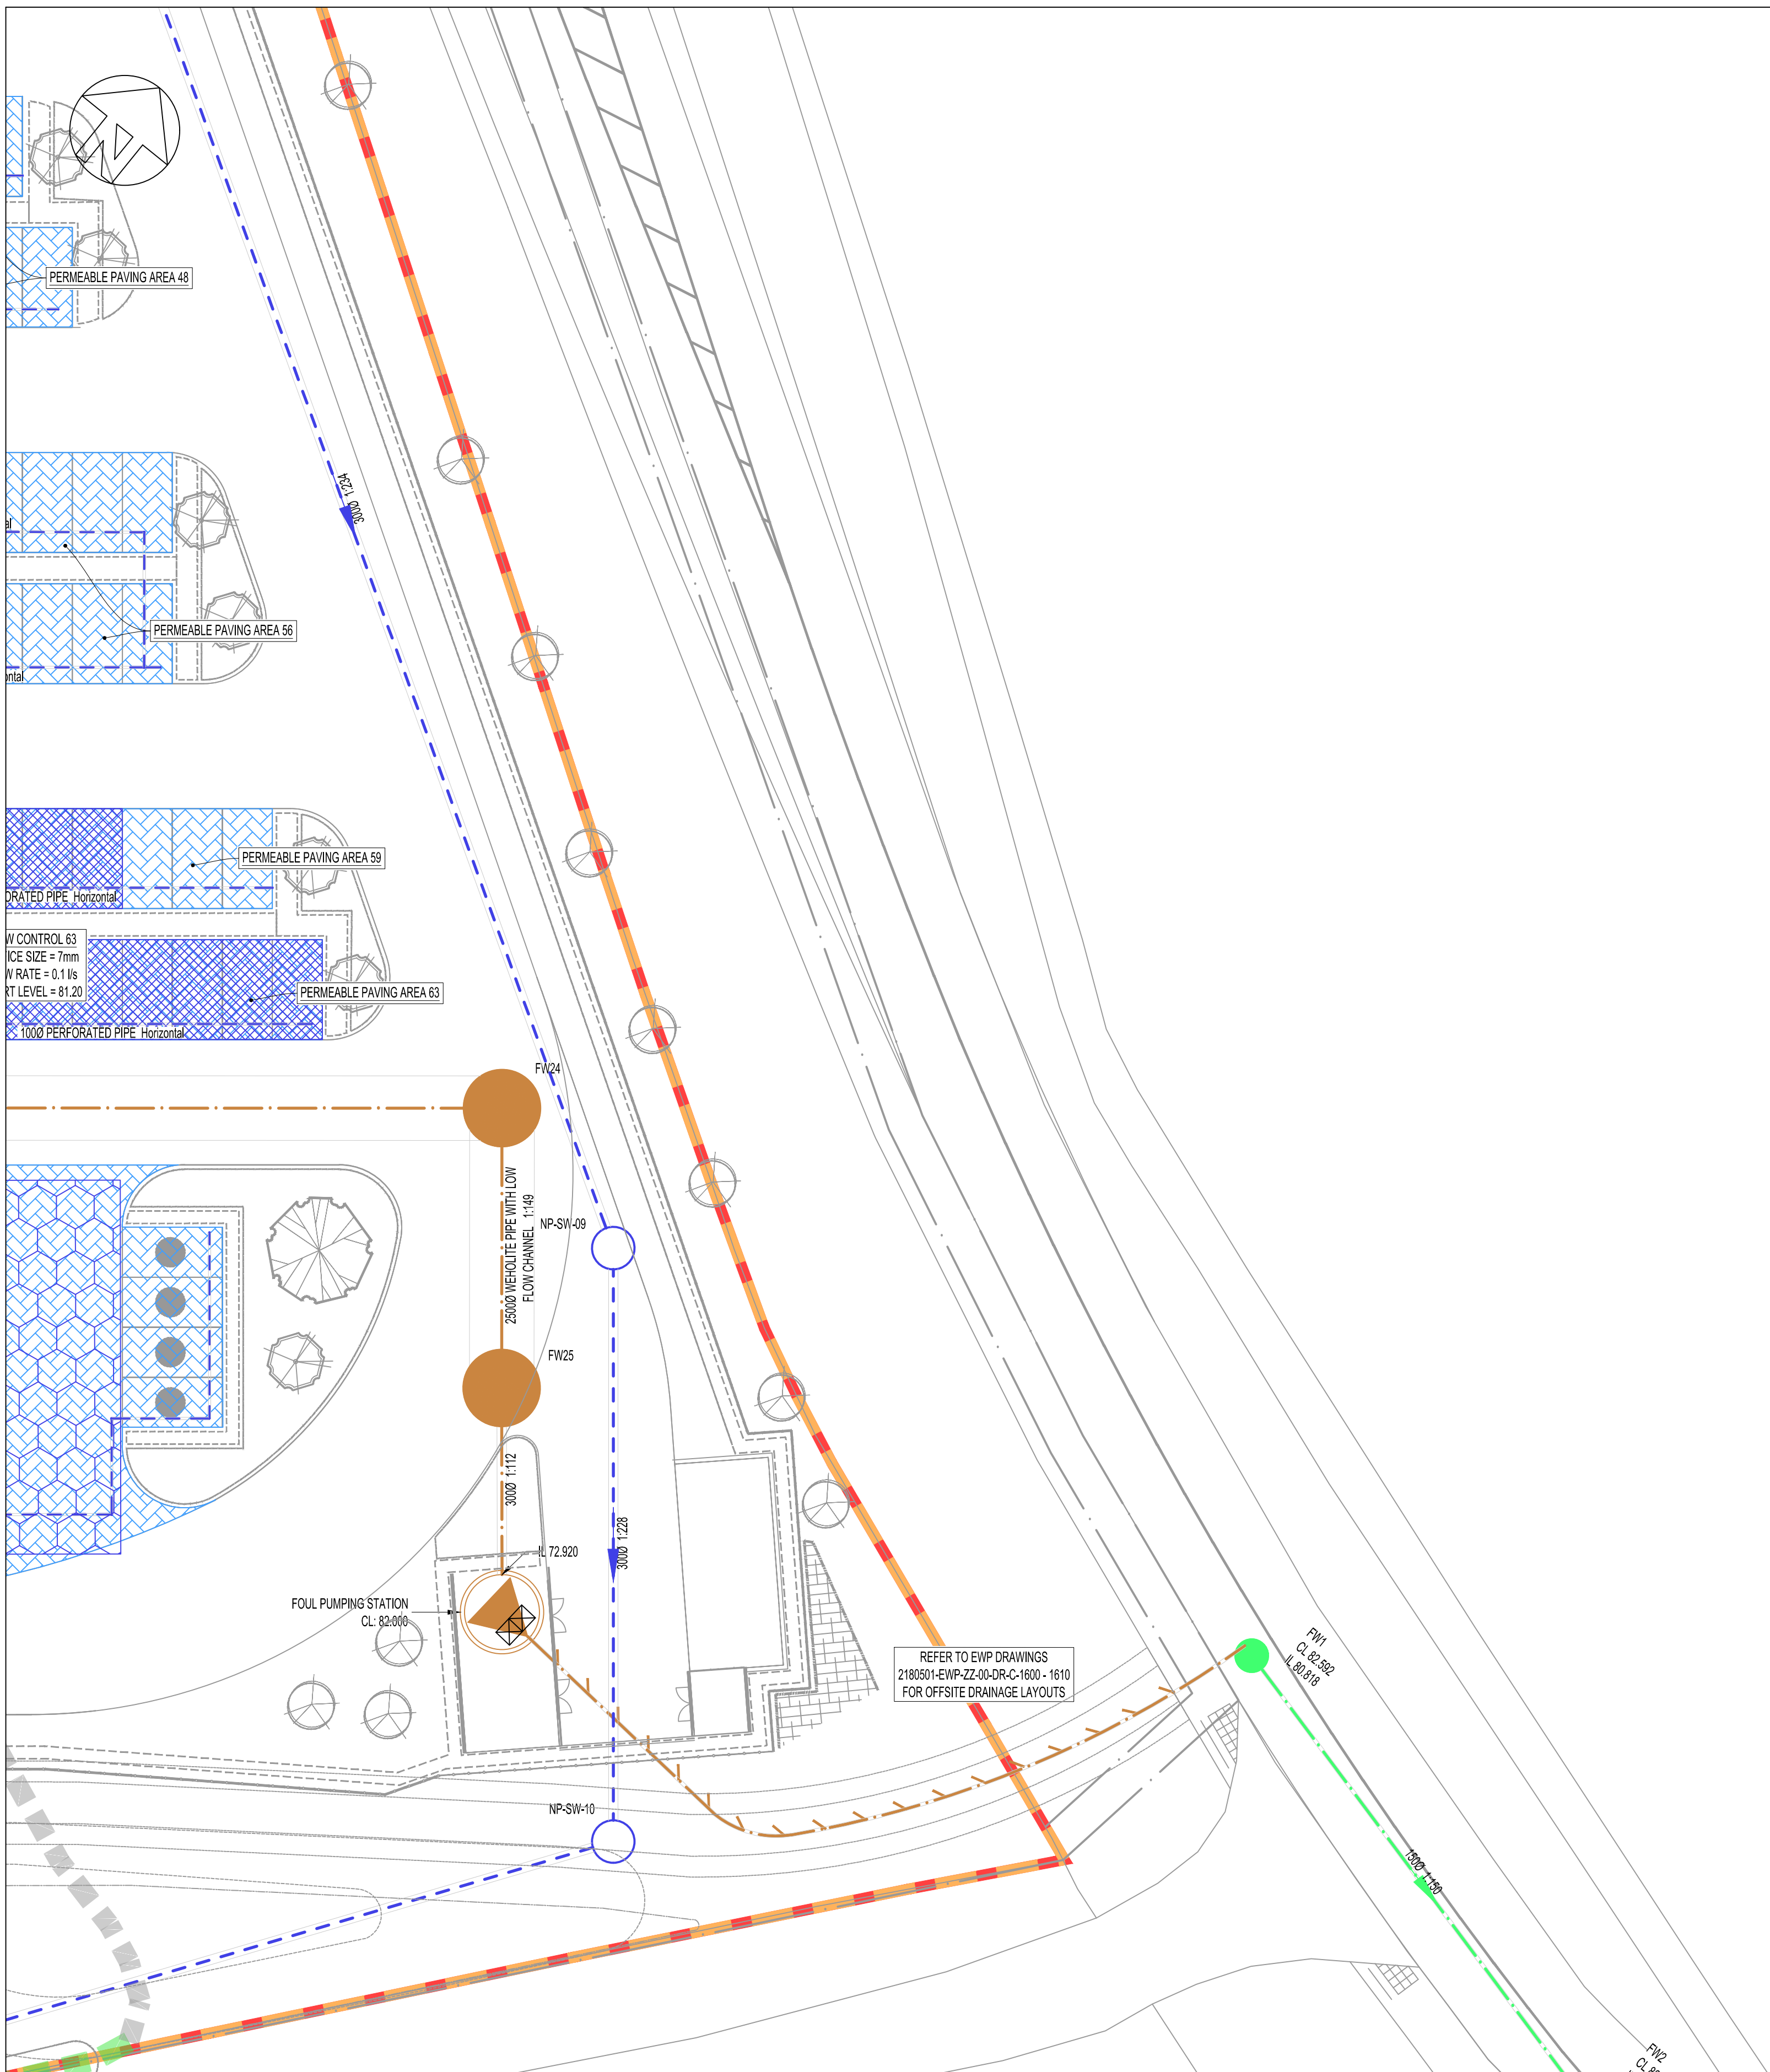 PERMEABLE PAVING AREA 48
300Ø 1:234
PERMEABLE PAVING AREA 56
PERMEABLE PAVING AREA 59
ORATED PIPE Horizontal
W CONTROL 63
ICE SIZE = 7mm
W RATE = 0.1 l/s
RT LEVEL = 81.20
PERMEABLE PAVING AREA 63
100Ø PERFORATED PIPE Horizontal
FW24
2500Ø WEHOLITE PIPE WITH LOW
FLOW CHANNEL 1:149
NP-SW-09
FW25
300Ø 1:112
300Ø 1:228
IL 72.920
FOUL PUMPING STATION
CL: 82.000
REFER TO EWP DRAWINGS
2180501-EWP-ZZ-00-DR-C-1600 - 1610
FOR OFFSITE DRAINAGE LAYOUTS
FW1
CL 82.592
IL 80.818
NP-SW-10
150Ø 1:150
FW2